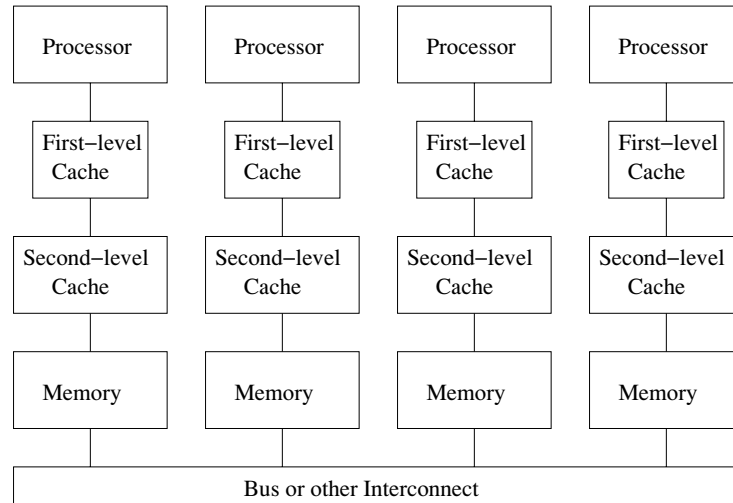 Processor
Processor
Processor
Processor
First−level
Cache
First−level
Cache
First−level
Cache
First−level
Cache
Second−level
Cache
Second−level
Cache
Second−level
Cache
Second−level
Cache
Memory
Memory
Memory
Memory
Bus or other Interconnect